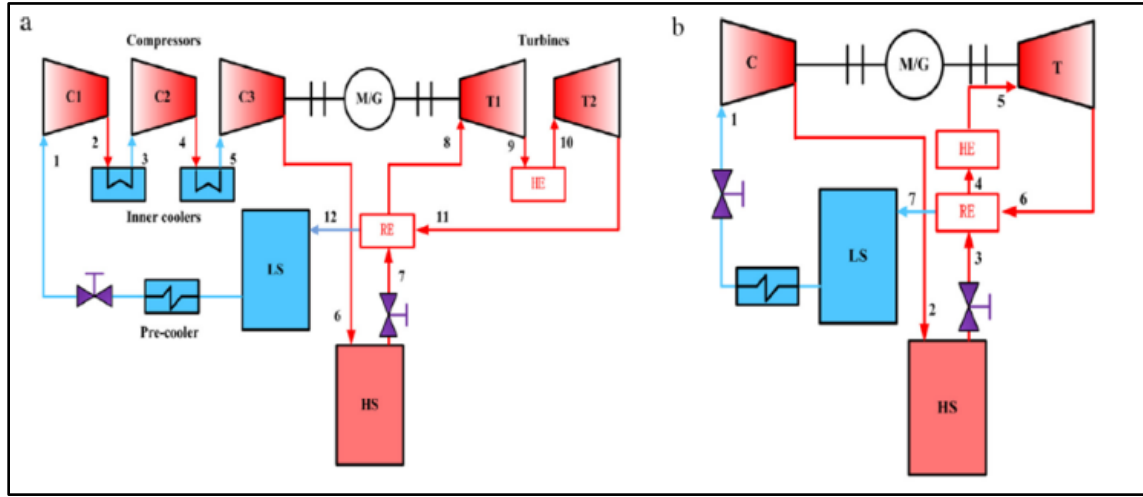 a
Compressors
Turbines
C1
C2
C3
M/G
T1
T2
1
2
3
4
5
8
9
10
HE
Inner coolers
12
RE
11
LS
7
6
Pre-cooler
HS
b
C
M/G
T
1
5
HE
4
7
RE
6
LS
3
2
HS